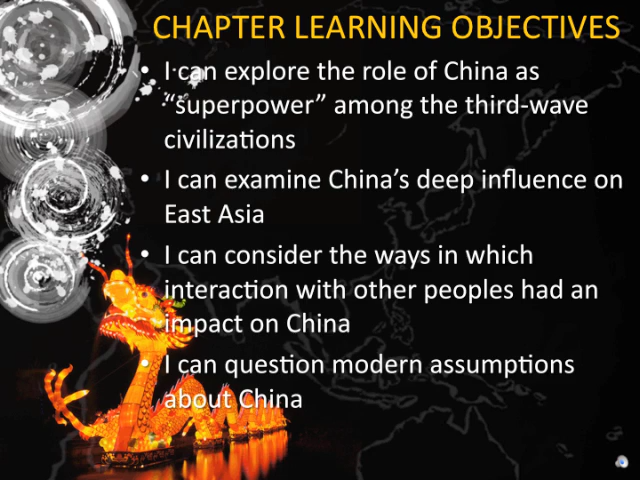 CHAPTER LEARNING OBJECTIVES
• I can explore the role of China as
“superpower” among the third-wave
civilizations
• I can examine China’s deep influence on
East Asia
• I can consider the ways in which
interaction with other peoples had an
impact on China
• I can question modern assumptions
about China